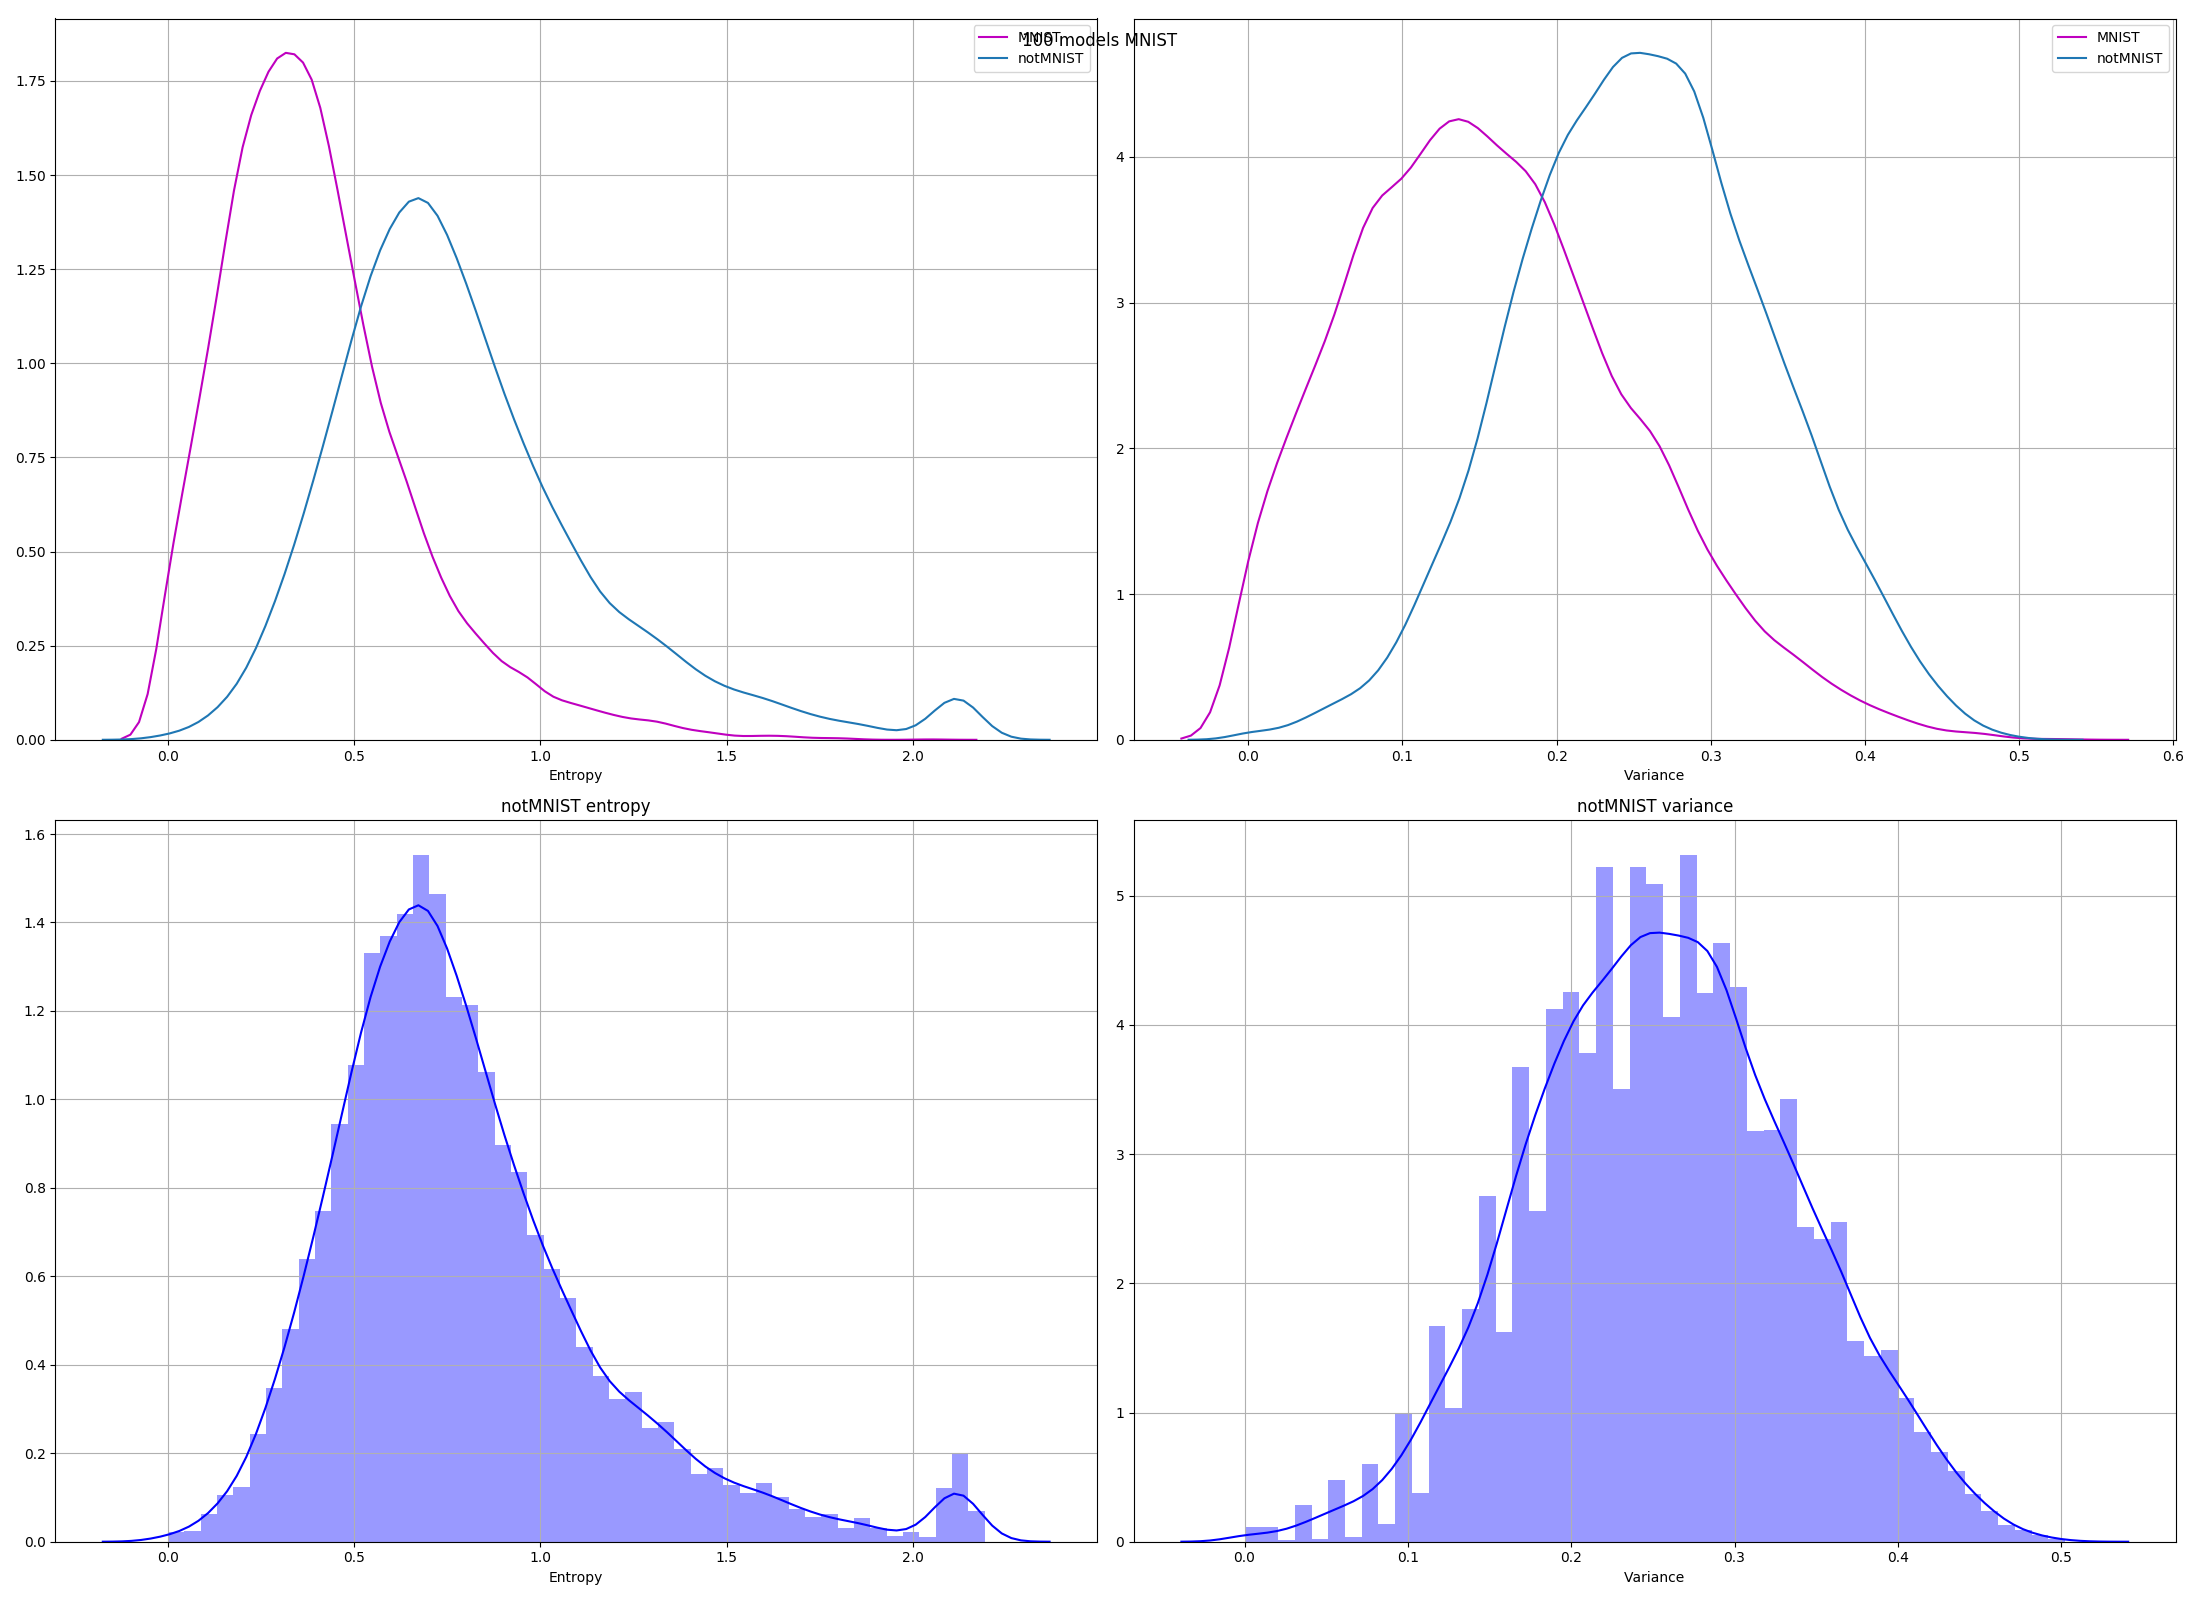 100 models MNIST
MNIST
notMNIST
1.75
1.50
1.25
1.00
0.75
0.50
0.25
0.00
0.0 0.5 1.0 1.5 2.0
Entropy
MNIST
notMNIST
4
3
2
1
0
0.0 0.1 0.2 0.3 0.4 0.5 0.6
Variance
notMNIST entropy
1.6
1.4
1.2
1.0
0.8
0.6
0.4
0.2
0.0
0.0 0.5 1.0 1.5 2.0
Entropy
notMNIST variance
5
4
3
2
1
0
0.0 0.1 0.2 0.3 0.4 0.5
Variance